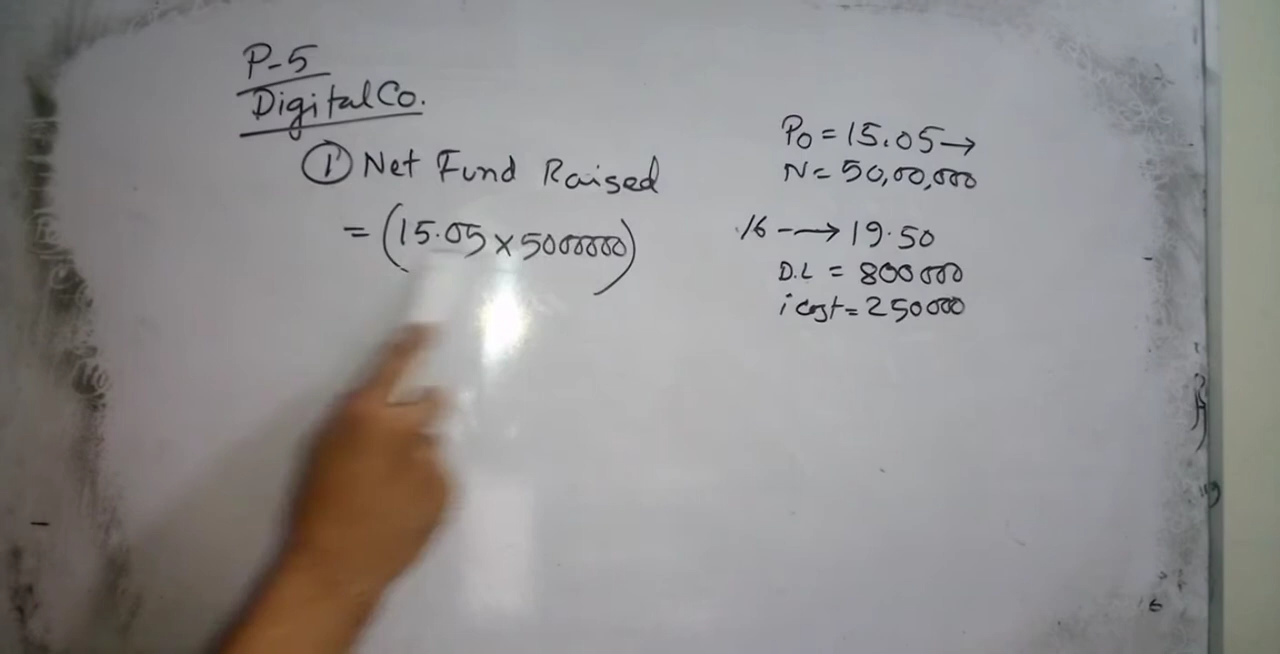 P-5
Digital Co.
① Net Fund Raised
= (15.05 × 5000000)
P0 = 15.05 →
N = 50,00,000
16 --→ 19.50
D.L = 800000
i cost = 250000